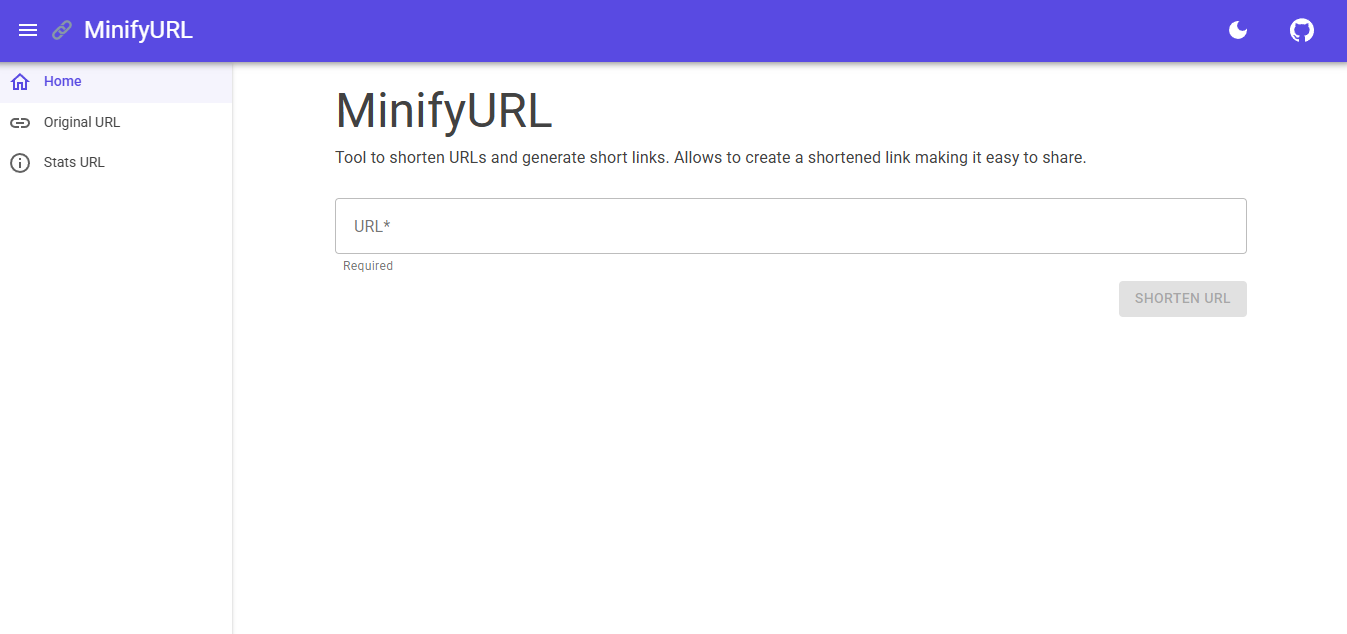 MinifyURL
Home
Original URL
Stats URL
MinifyURL
Tool to shorten URLs and generate short links. Allows to create a shortened link making it easy to share.
URL*
Required
SHORTEN URL